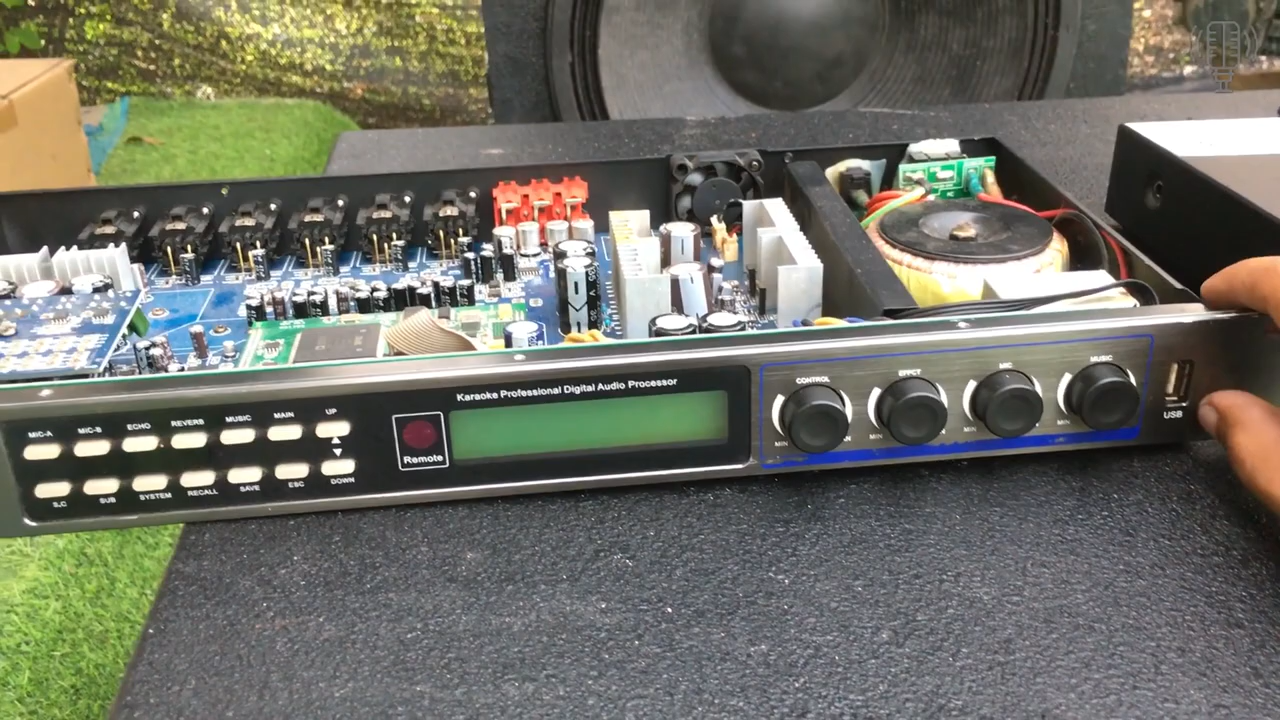 Karaoke Professional Digital Audio Processor
MIC-A
MIC-B
ECHO
REVERB
MUSIC
MAIN
UP
S.C
SUB
SYSTEM
RECALL
SAVE
ESC
DOWN
Remote
CONTROL
MIN
EFFCT
MIN
MIC
MIN
MUSIC
MIN
USB